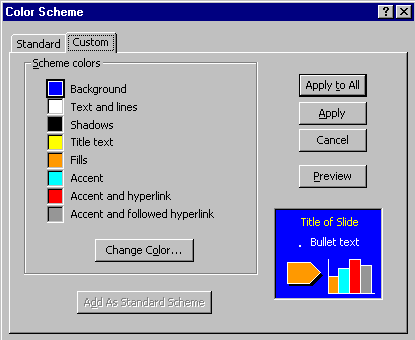 Color Scheme
Standard
Custom
Scheme colors
Background
Text and lines
Shadows
Title text
Fills
Accent
Accent and hyperlink
Accent and followed hyperlink
Change Color...
Add As Standard Scheme
Apply to All
Apply
Cancel
Preview
Title of Slide
. Bullet text